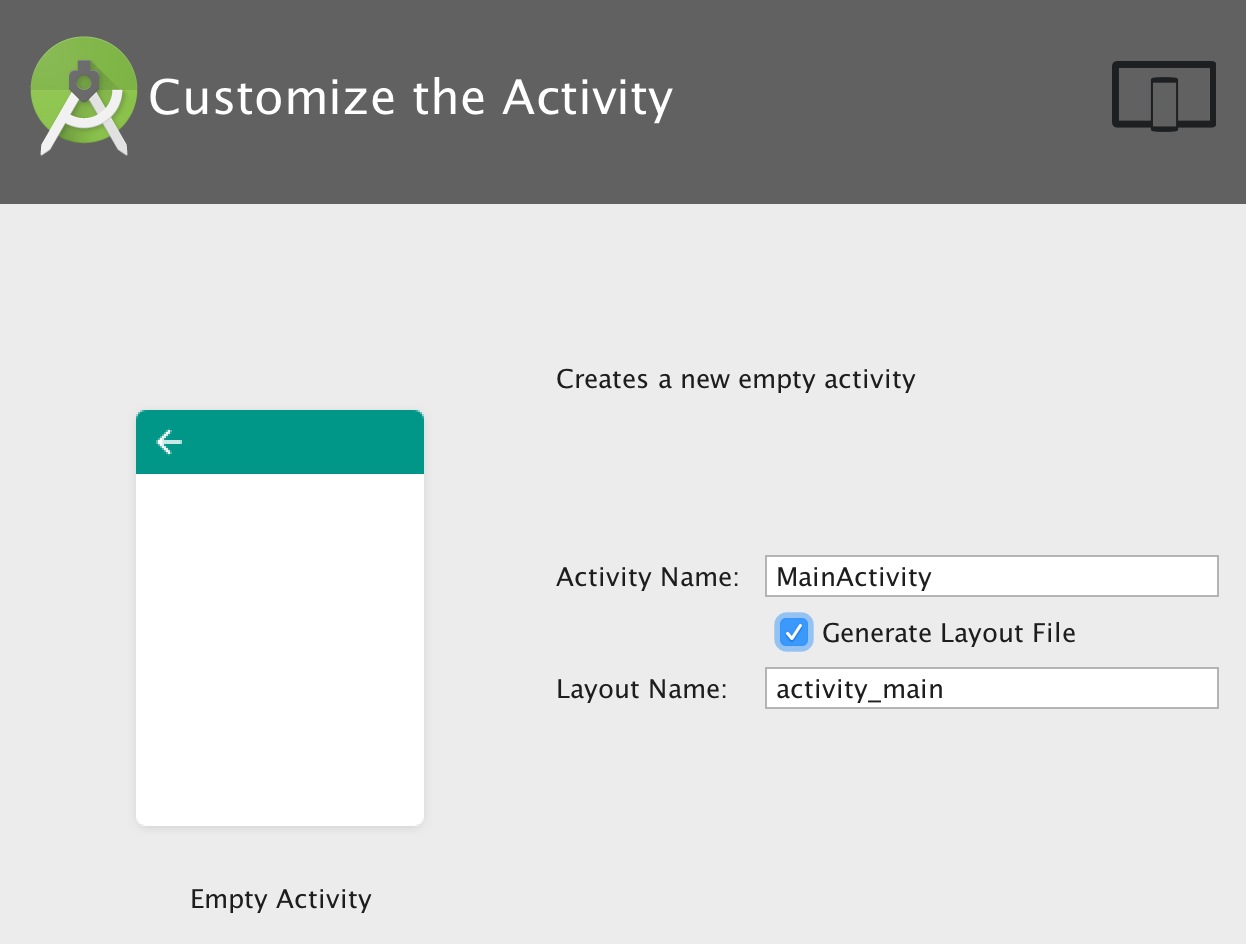 Customize the Activity
Creates a new empty activity
Activity Name: MainActivity
Generate Layout File
Layout Name: activity_main
Empty Activity